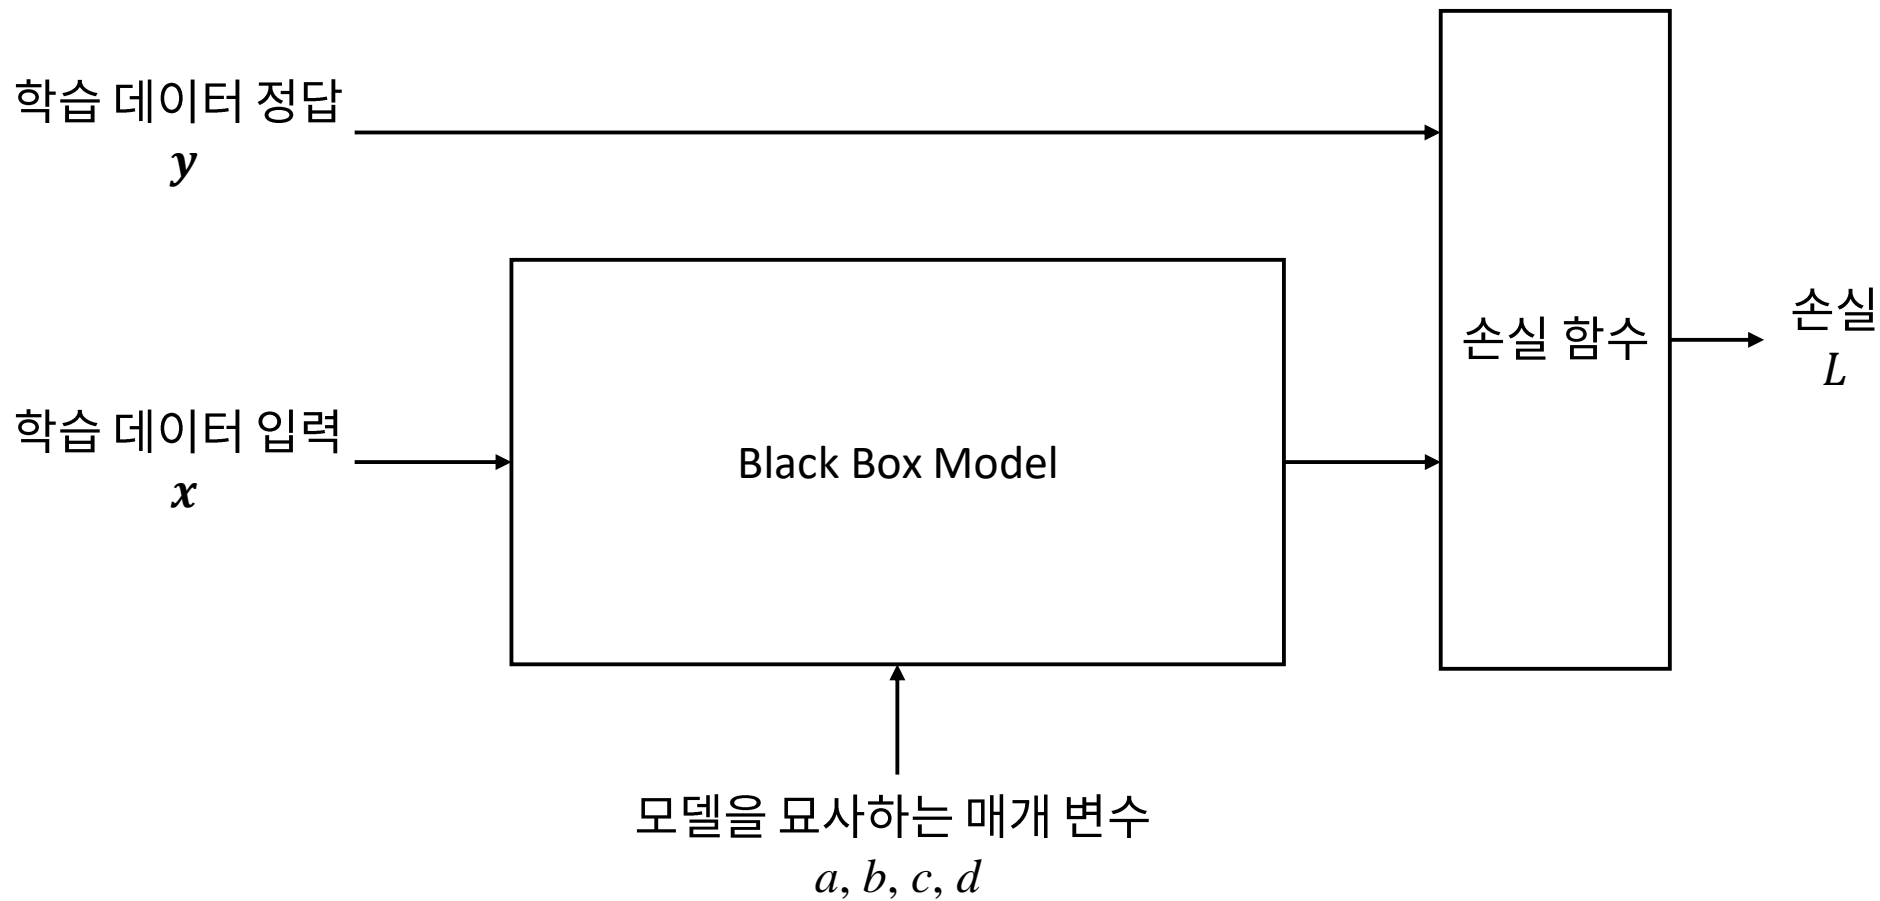 학습 데이터 정답
y
학습 데이터 입력
x
Black Box Model
손실 함수
손실
L
모델을 묘사하는 매개 변수
a, b, c, d